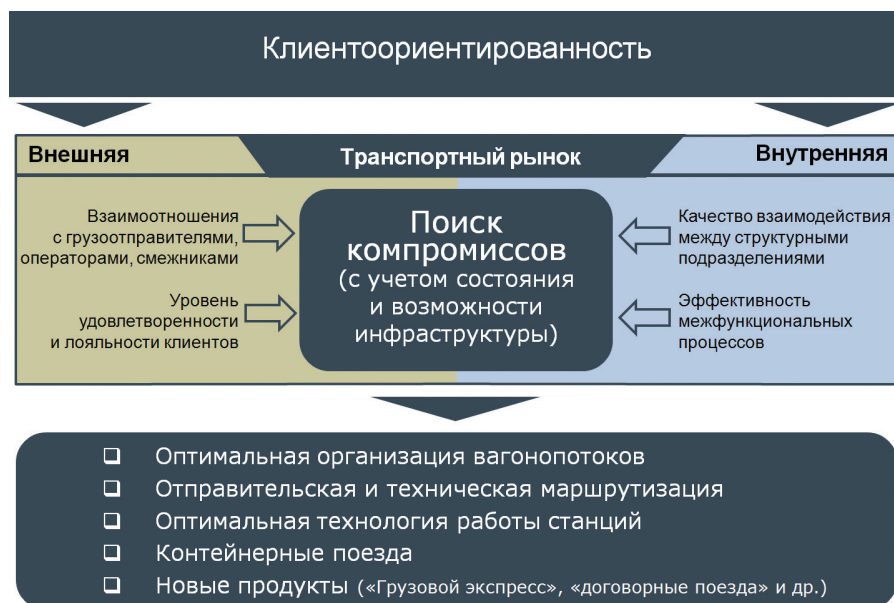 Клиентоориентированность
Внешняя
Транспортный рынок
Внутренняя
Взаимоотношения
с грузоотправителями,
операторами, смежниками
Уровень
удовлетворенности
и лояльности клиентов
Поиск
компромиссов
(с учетом состояния
и возможности
инфраструктуры)
Качество взаимодействия
между структурными
подразделениями
Эффективность
межфункциональных
процессов
Оптимальная организация вагонопотоков
Отправительская и техническая маршрутизация
Оптимальная технология работы станций
Контейнерные поезда
Новые продукты («Грузовой экспресс», «договорные поезда» и др.)